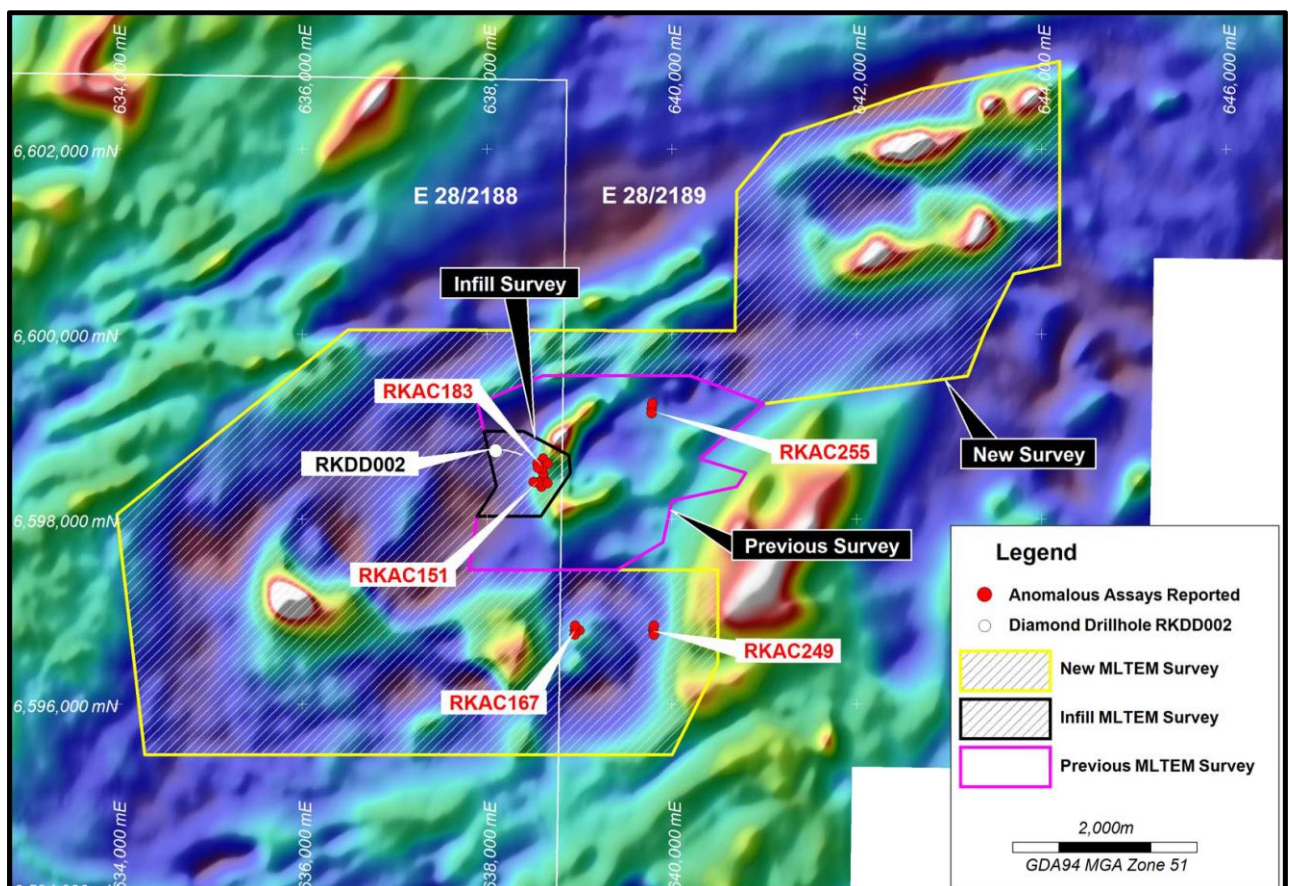 634,000 mE
636,000 mE
638,000 mE
640,000 mE
642,000 mE
644,000 mE
646,000 mE
6,602,000 mN
E 28/2188
E 28/2189
Infill Survey
6,600,000 mN
RKAC183
RKDD002
RKAC255
New Survey
6,598,000 mN
Previous Survey
RKAC151
RKAC249
RKAC167
6,596,000 mN
Legend
Anomalous Assays Reported
Diamond Drillhole RKDD002
New MLTEM Survey
Infill MLTEM Survey
Previous MLTEM Survey
2,000m
GDA94 MGA Zone 51
634,000 mE
636,000 mE
638,000 mE
640,000 mE